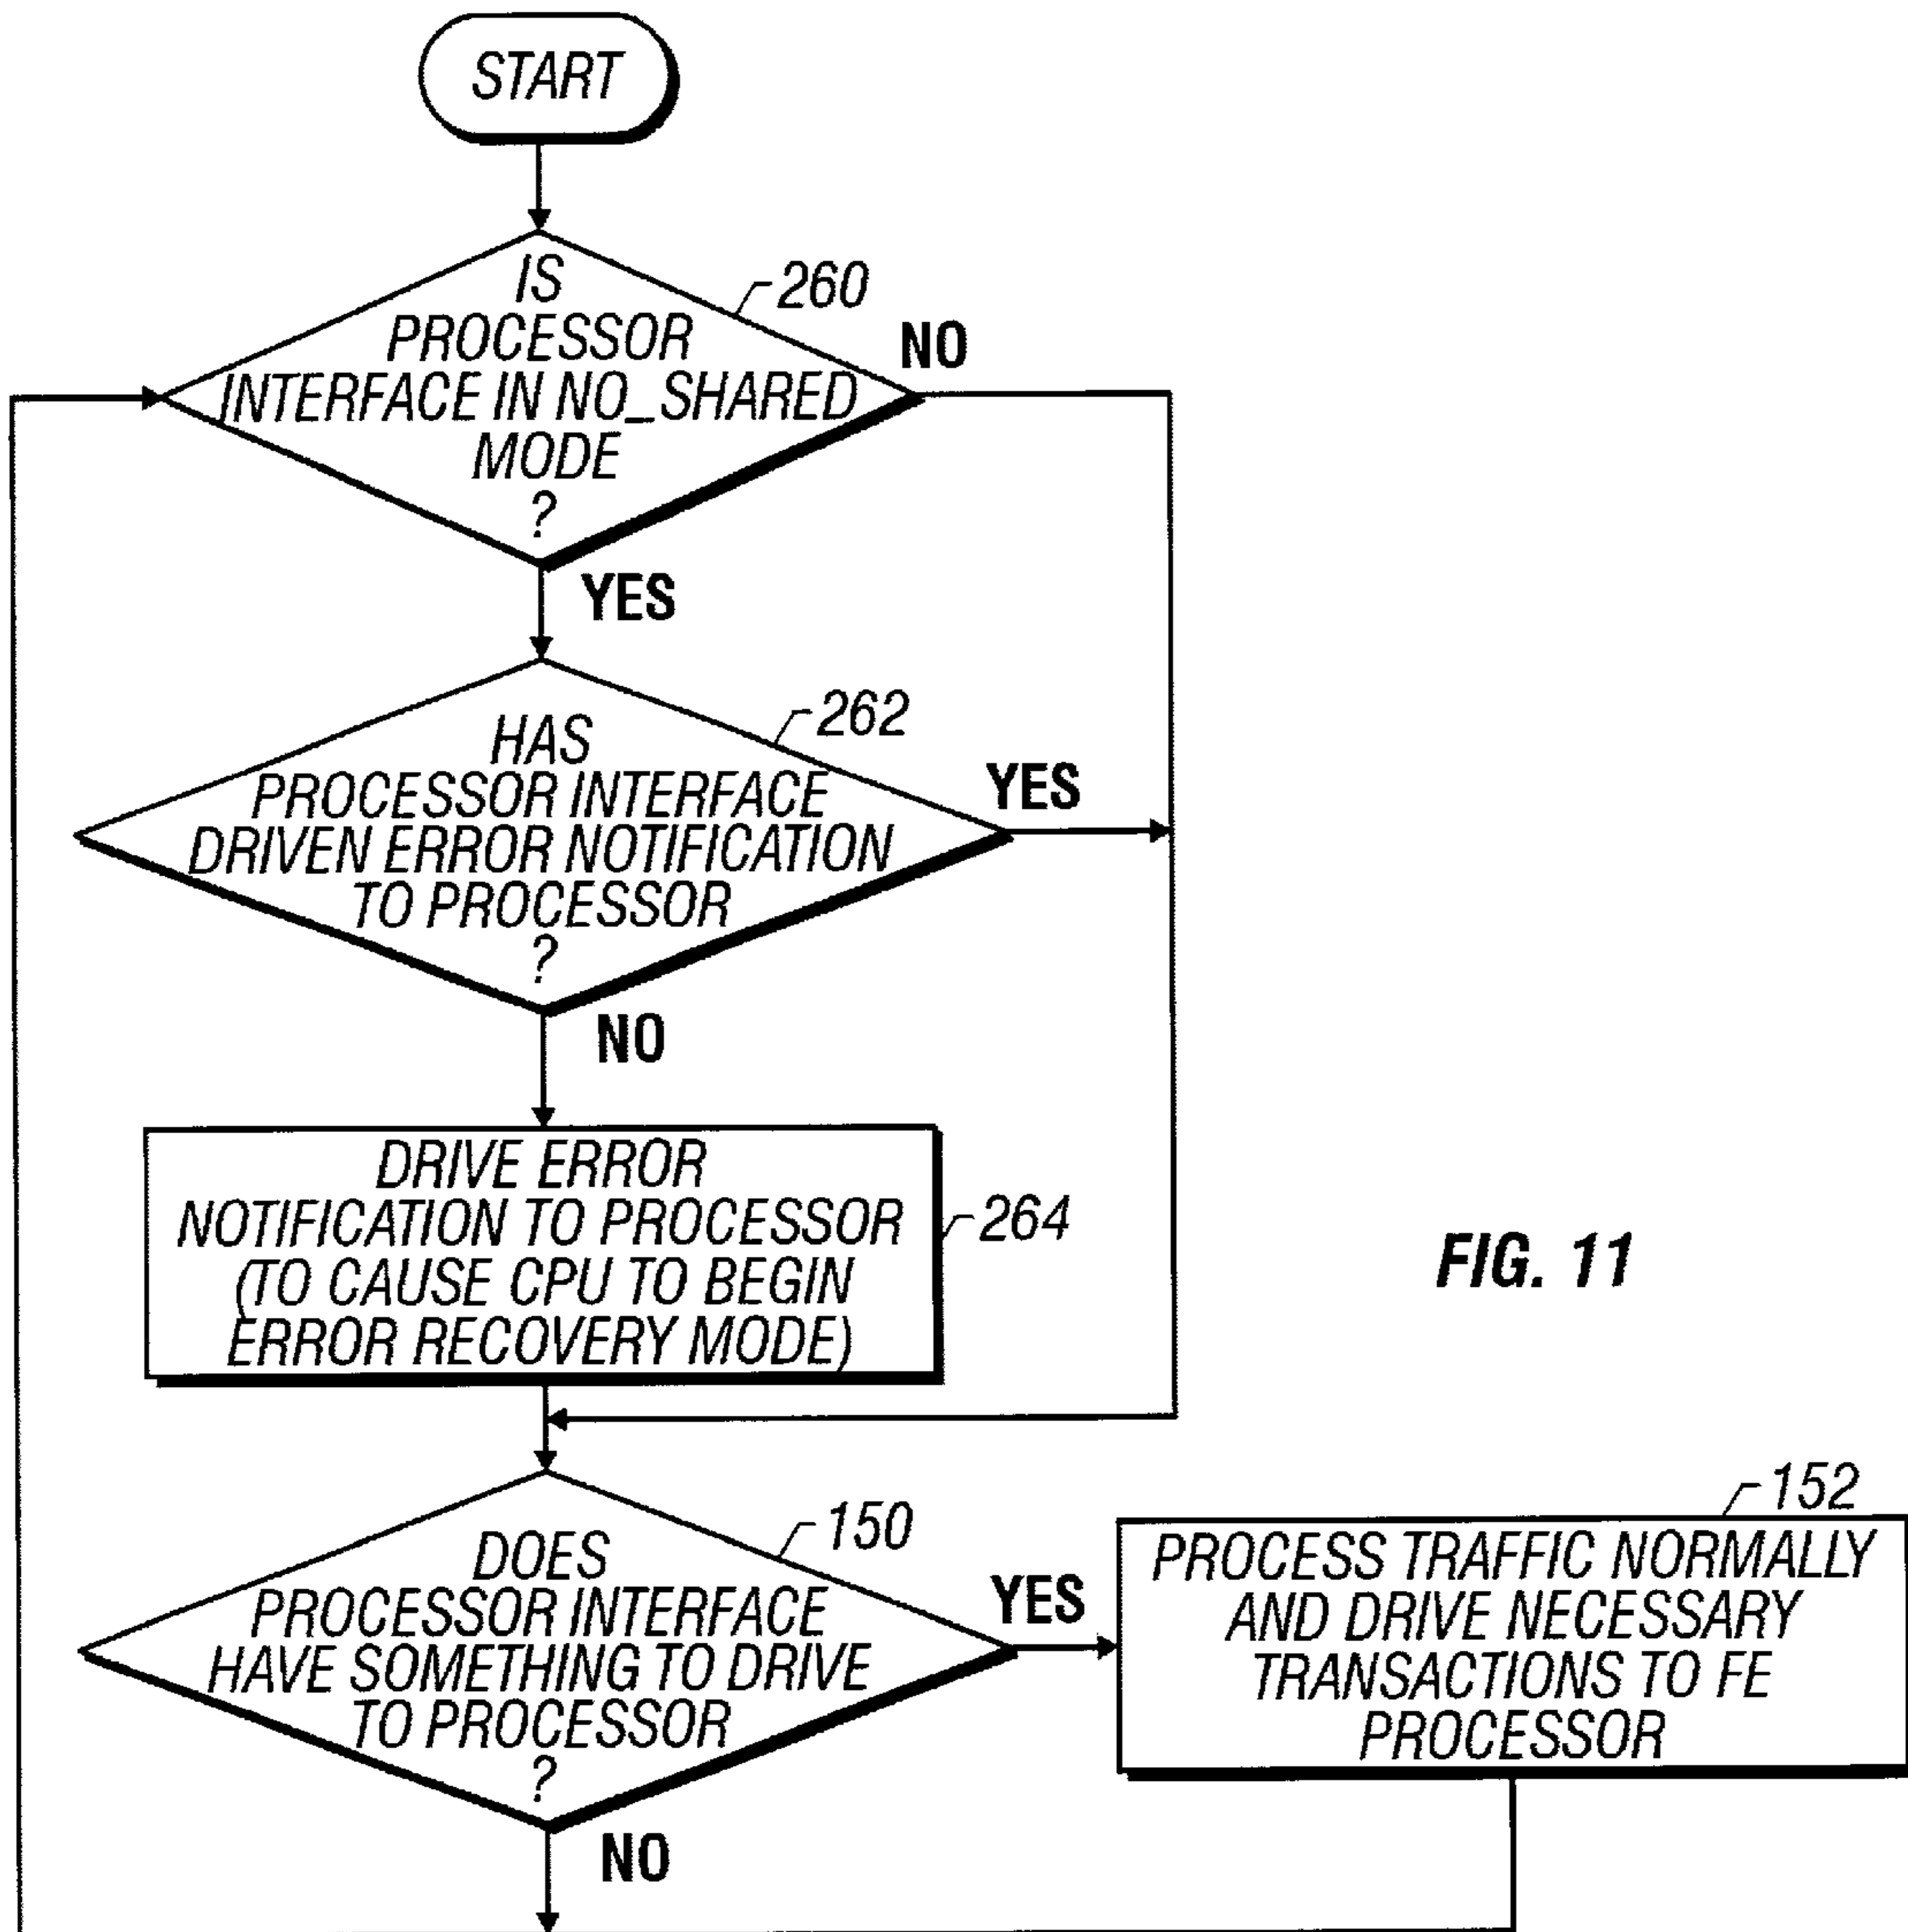 START
IS
PROCESSOR
INTERFACE IN NO_SHARED
MODE
?
260
NO
YES
HAS
PROCESSOR INTERFACE
DRIVEN ERROR NOTIFICATION
TO PROCESSOR
?
262
YES
NO
DRIVE ERROR
NOTIFICATION TO PROCESSOR
(TO CAUSE CPU TO BEGIN
ERROR RECOVERY MODE)
264
FIG. 11
DOES
PROCESSOR INTERFACE
HAVE SOMETHING TO DRIVE
TO PROCESSOR
?
150
YES
NO
152
PROCESS TRAFFIC NORMALLY
AND DRIVE NECESSARY
TRANSACTIONS TO FE
PROCESSOR